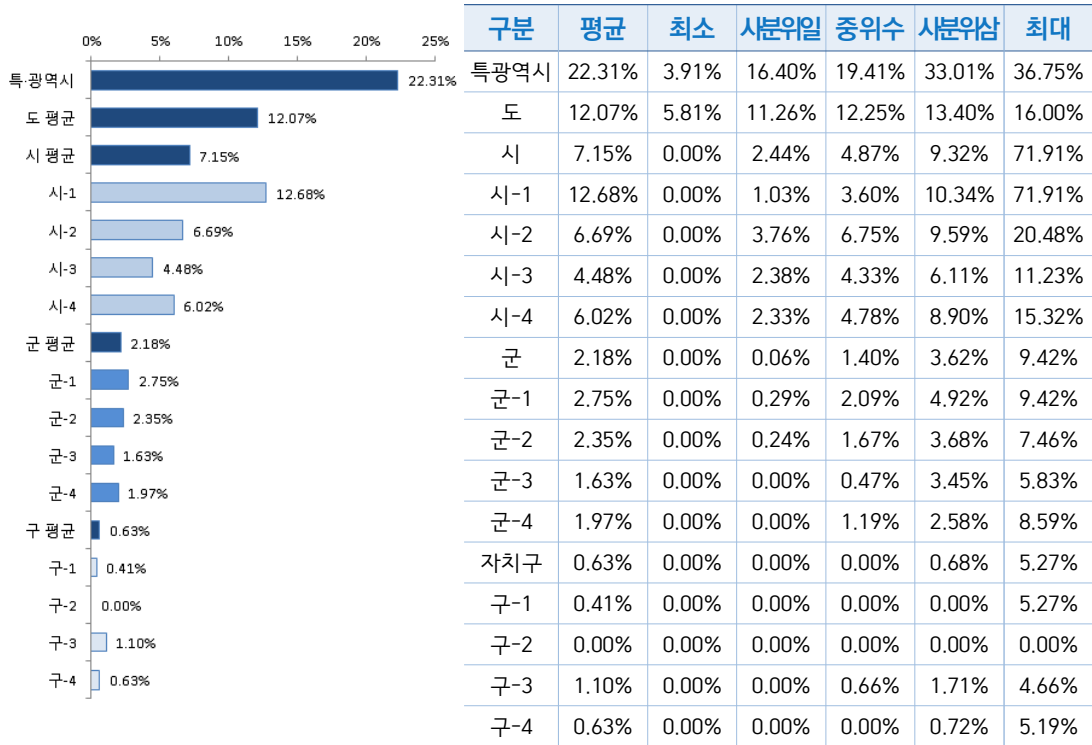 0% 5% 10% 15% 20% 25%
특·광역시 22.31%
도 평균 12.07%
시 평균 7.15%
시-1 12.68%
시-2 6.69%
시-3 4.48%
시-4 6.02%
군 평균 2.18%
군-1 2.75%
군-2 2.35%
군-3 1.63%
군-4 1.97%
구 평균 0.63%
구-1 0.41%
구-2 0.00%
구-3 1.10%
구-4 0.63%
구분 평균 최소 사분위일 중위수 사분위삼 최대
특광역시 22.31% 3.91% 16.40% 19.41% 33.01% 36.75%
도 12.07% 5.81% 11.26% 12.25% 13.40% 16.00%
시 7.15% 0.00% 2.44% 4.87% 9.32% 71.91%
시-1 12.68% 0.00% 1.03% 3.60% 10.34% 71.91%
시-2 6.69% 0.00% 3.76% 6.75% 9.59% 20.48%
시-3 4.48% 0.00% 2.38% 4.33% 6.11% 11.23%
시-4 6.02% 0.00% 2.33% 4.78% 8.90% 15.32%
군 2.18% 0.00% 0.06% 1.40% 3.62% 9.42%
군-1 2.75% 0.00% 0.29% 2.09% 4.92% 9.42%
군-2 2.35% 0.00% 0.24% 1.67% 3.68% 7.46%
군-3 1.63% 0.00% 0.00% 0.47% 3.45% 5.83%
군-4 1.97% 0.00% 0.00% 1.19% 2.58% 8.59%
자치구 0.63% 0.00% 0.00% 0.00% 0.68% 5.27%
구-1 0.41% 0.00% 0.00% 0.00% 0.00% 5.27%
구-2 0.00% 0.00% 0.00% 0.00% 0.00% 0.00%
구-3 1.10% 0.00% 0.00% 0.66% 1.71% 4.66%
구-4 0.63% 0.00% 0.00% 0.00% 0.72% 5.19%